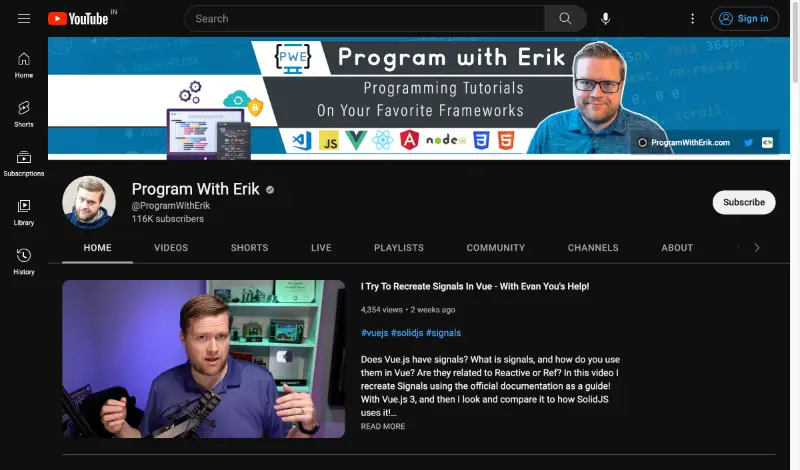 YouTube IN
Search
Sign in
Home
Shorts
Subscriptions
Library
History
PWE
Program with Erik
Programming Tutorials
On Your Favorite Frameworks
JS
node
ProgramWithErik.com
Program With Erik
@ProgramWithErik
116K subscribers
Subscribe
HOME VIDEOS SHORTS LIVE PLAYLISTS COMMUNITY CHANNELS ABOUT
I Try To Recreate Signals In Vue - With Evan You's Help!
4,354 views • 2 weeks ago
#vuejs #solidjs #signals
Does Vue.js have signals? What is signals, and how do you use
them in Vue? Are they related to Reactive or Ref? In this video I
recreate Signals using the official documentation as a guide!
With Vue.js 3, and then I look and compare it to how SolidJS
uses it!...
READ MORE